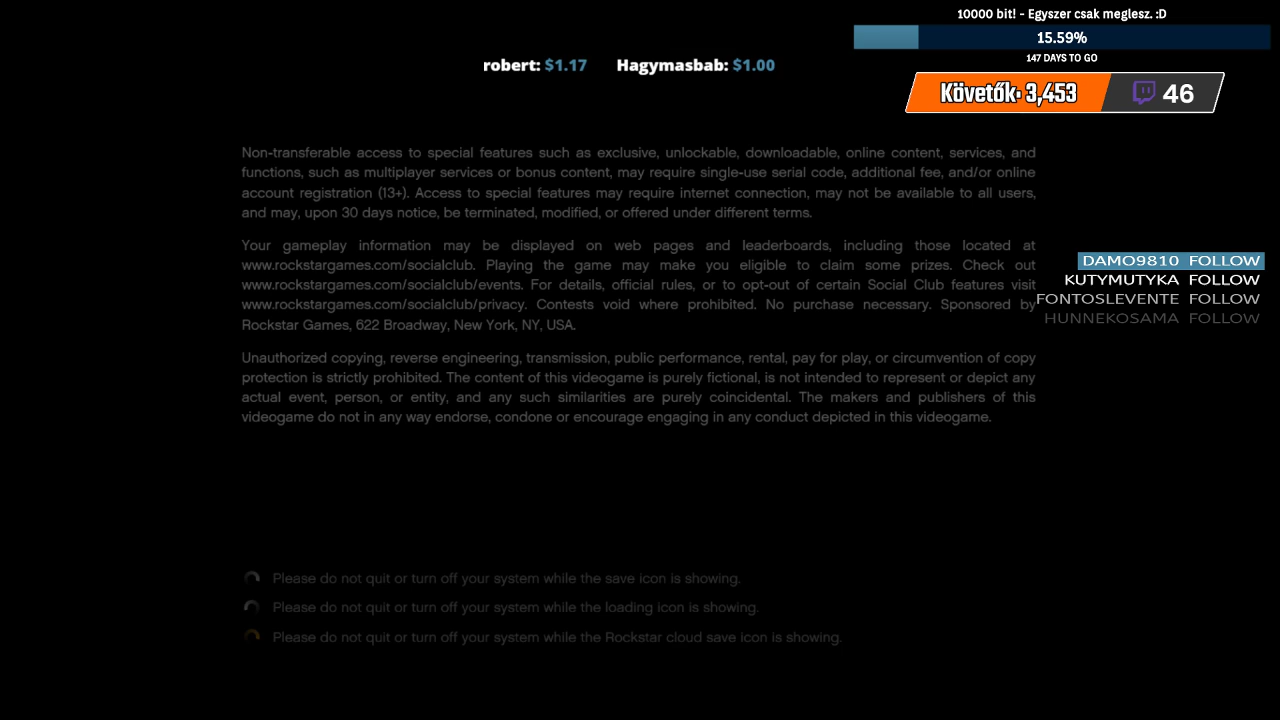 10000 bit! - Egyszer csak meglesz. :D
15.59%
147 DAYS TO GO
robert: $1.17 Hagymasbab: $1.00
Követők: 3,453 46
Non-transferable access to special features such as exclusive, unlockable, downloadable, online content, services, and
functions, such as multiplayer services or bonus content, may require single-use serial code, additional fee, and/or online
account registration (13+). Access to special features may require internet connection, may not be available to all users,
and may, upon 30 days notice, be terminated, modified, or offered under different terms.
Your gameplay information may be displayed on web pages and leaderboards, including those located at
www.rockstargames.com/socialclub. Playing the game may make you eligible to claim some prizes. Check out
www.rockstargames.com/socialclub/events. For details, official rules, or to opt-out of certain Social Club features visit
www.rockstargames.com/socialclub/privacy. Contests void where prohibited. No purchase necessary. Sponsored by
Rockstar Games, 622 Broadway, New York, NY, USA.
DAMO9810 FOLLOW
KUTYMUTYKA FOLLOW
FONTOSLEVENTE FOLLOW
HUNNEKOSAMA FOLLOW
Unauthorized copying, reverse engineering, transmission, public performance, rental, pay for play, or circumvention of copy
protection is strictly prohibited. The content of this videogame is purely fictional, is not intended to represent or depict any
actual event, person, or entity, and any such similarities are purely coincidental. The makers and publishers of this
videogame do not in any way endorse, condone or encourage engaging in any conduct depicted in this videogame.
Please do not quit or turn off your system while the save icon is showing.
Please do not quit or turn off your system while the loading icon is showing.
Please do not quit or turn off your system while the Rockstar cloud save icon is showing.